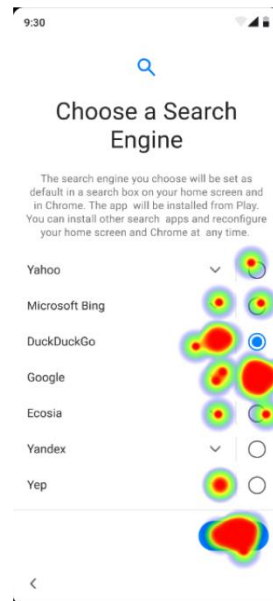 9:30
Choose a Search
Engine
The search engine you choose will be set as
default in a search box on your home screen and
in Chrome. The app will be installed from Play.
You can install other search apps and reconfigure
your home screen and Chrome at any time.
Yahoo
Microsoft Bing
DuckDuckGo
Google
Ecosia
Yandex
Yep